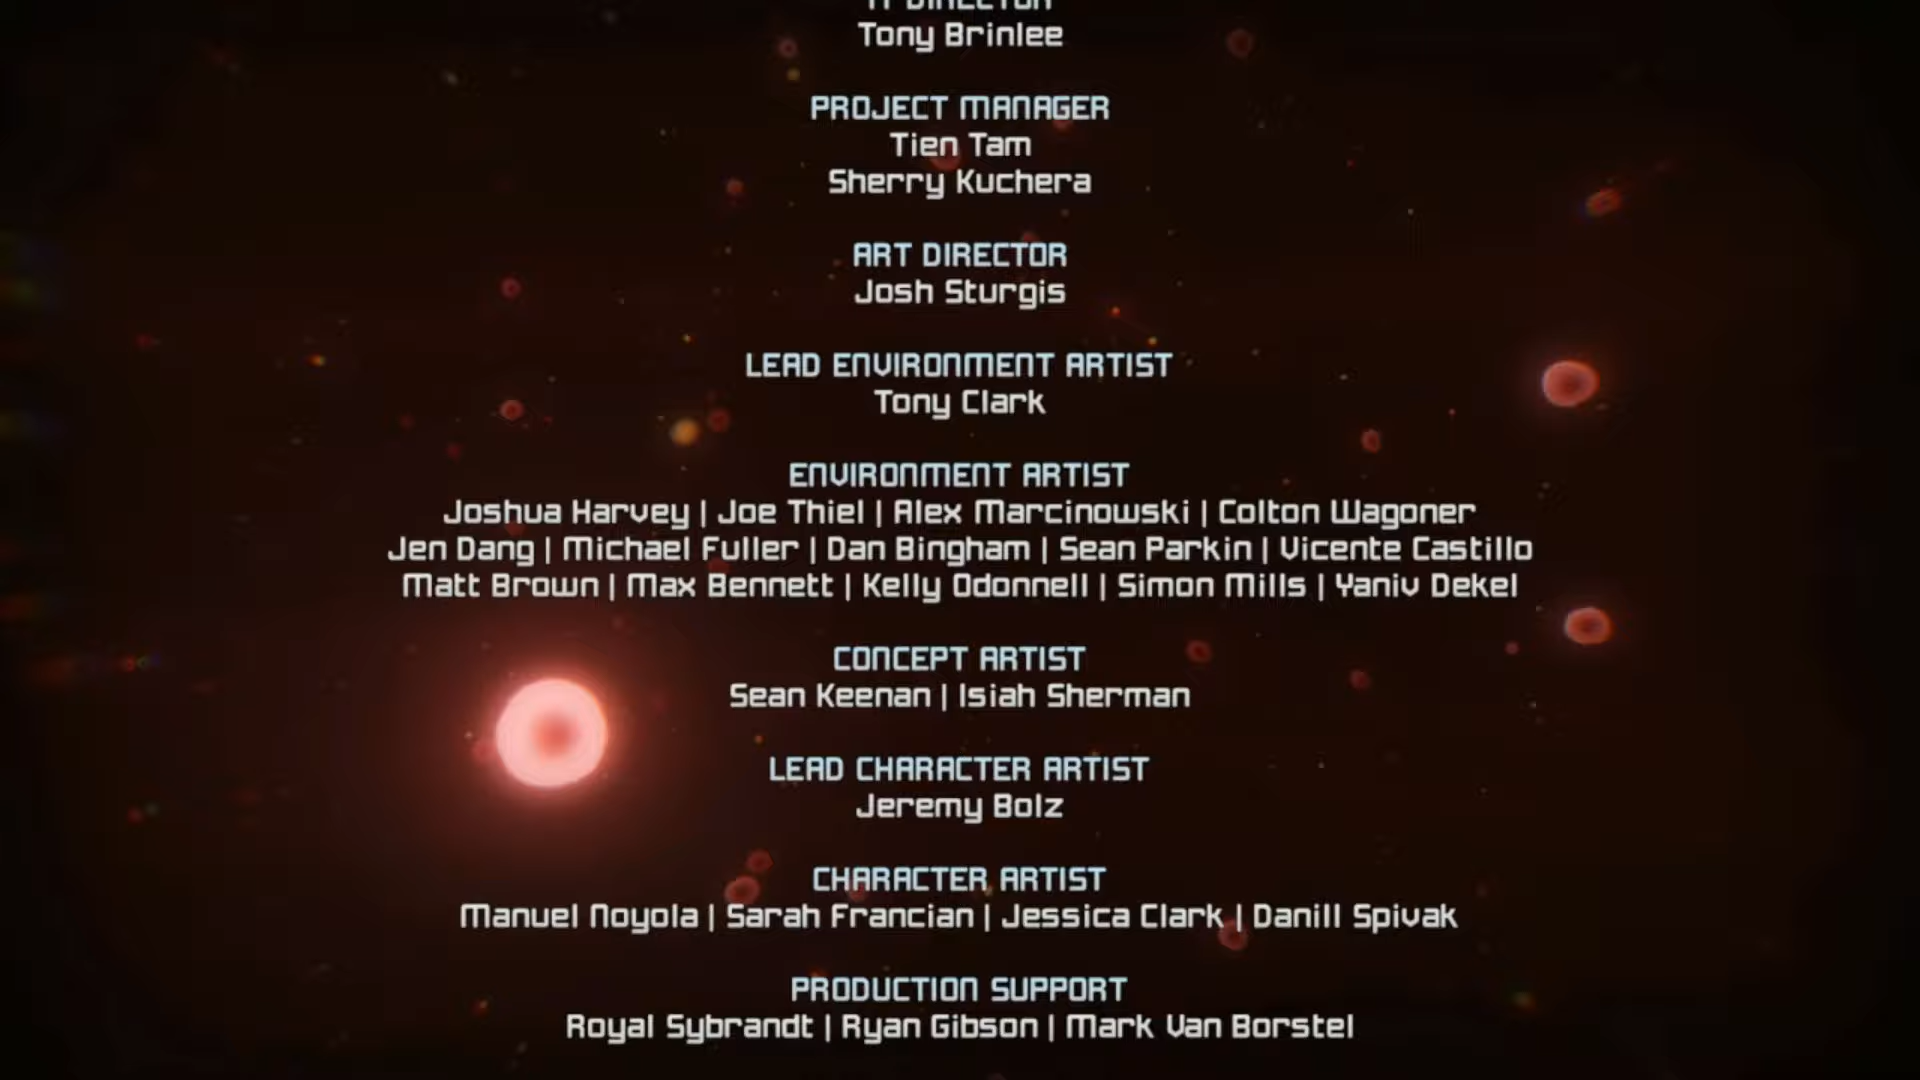 IT DIRECTOR
Tony Brinlee
PROJECT MANAGER
Tien Tam
Sherry Kuchera
ART DIRECTOR
Josh Sturgis
LEAD ENVIRONMENT ARTIST
Tony Clark
ENVIRONMENT ARTIST
Joshua Harvey | Joe Thiel | Alex Marcinowski | Colton Wagoner
Jen Dang | Michael Fuller | Dan Bingham | Sean Parkin | Vicente Castillo
Matt Brown | Max Bennett | Kelly Odonnell | Simon Mills | Yaniv Dekel
CONCEPT ARTIST
Sean Keenan | Isiah Sherman
LEAD CHARACTER ARTIST
Jeremy Bolz
CHARACTER ARTIST
Manuel Noyola | Sarah Francian | Jessica Clark | Danill Spivak
PRODUCTION SUPPORT
Royal Sybrandt | Ryan Gibson | Mark Van Borstel